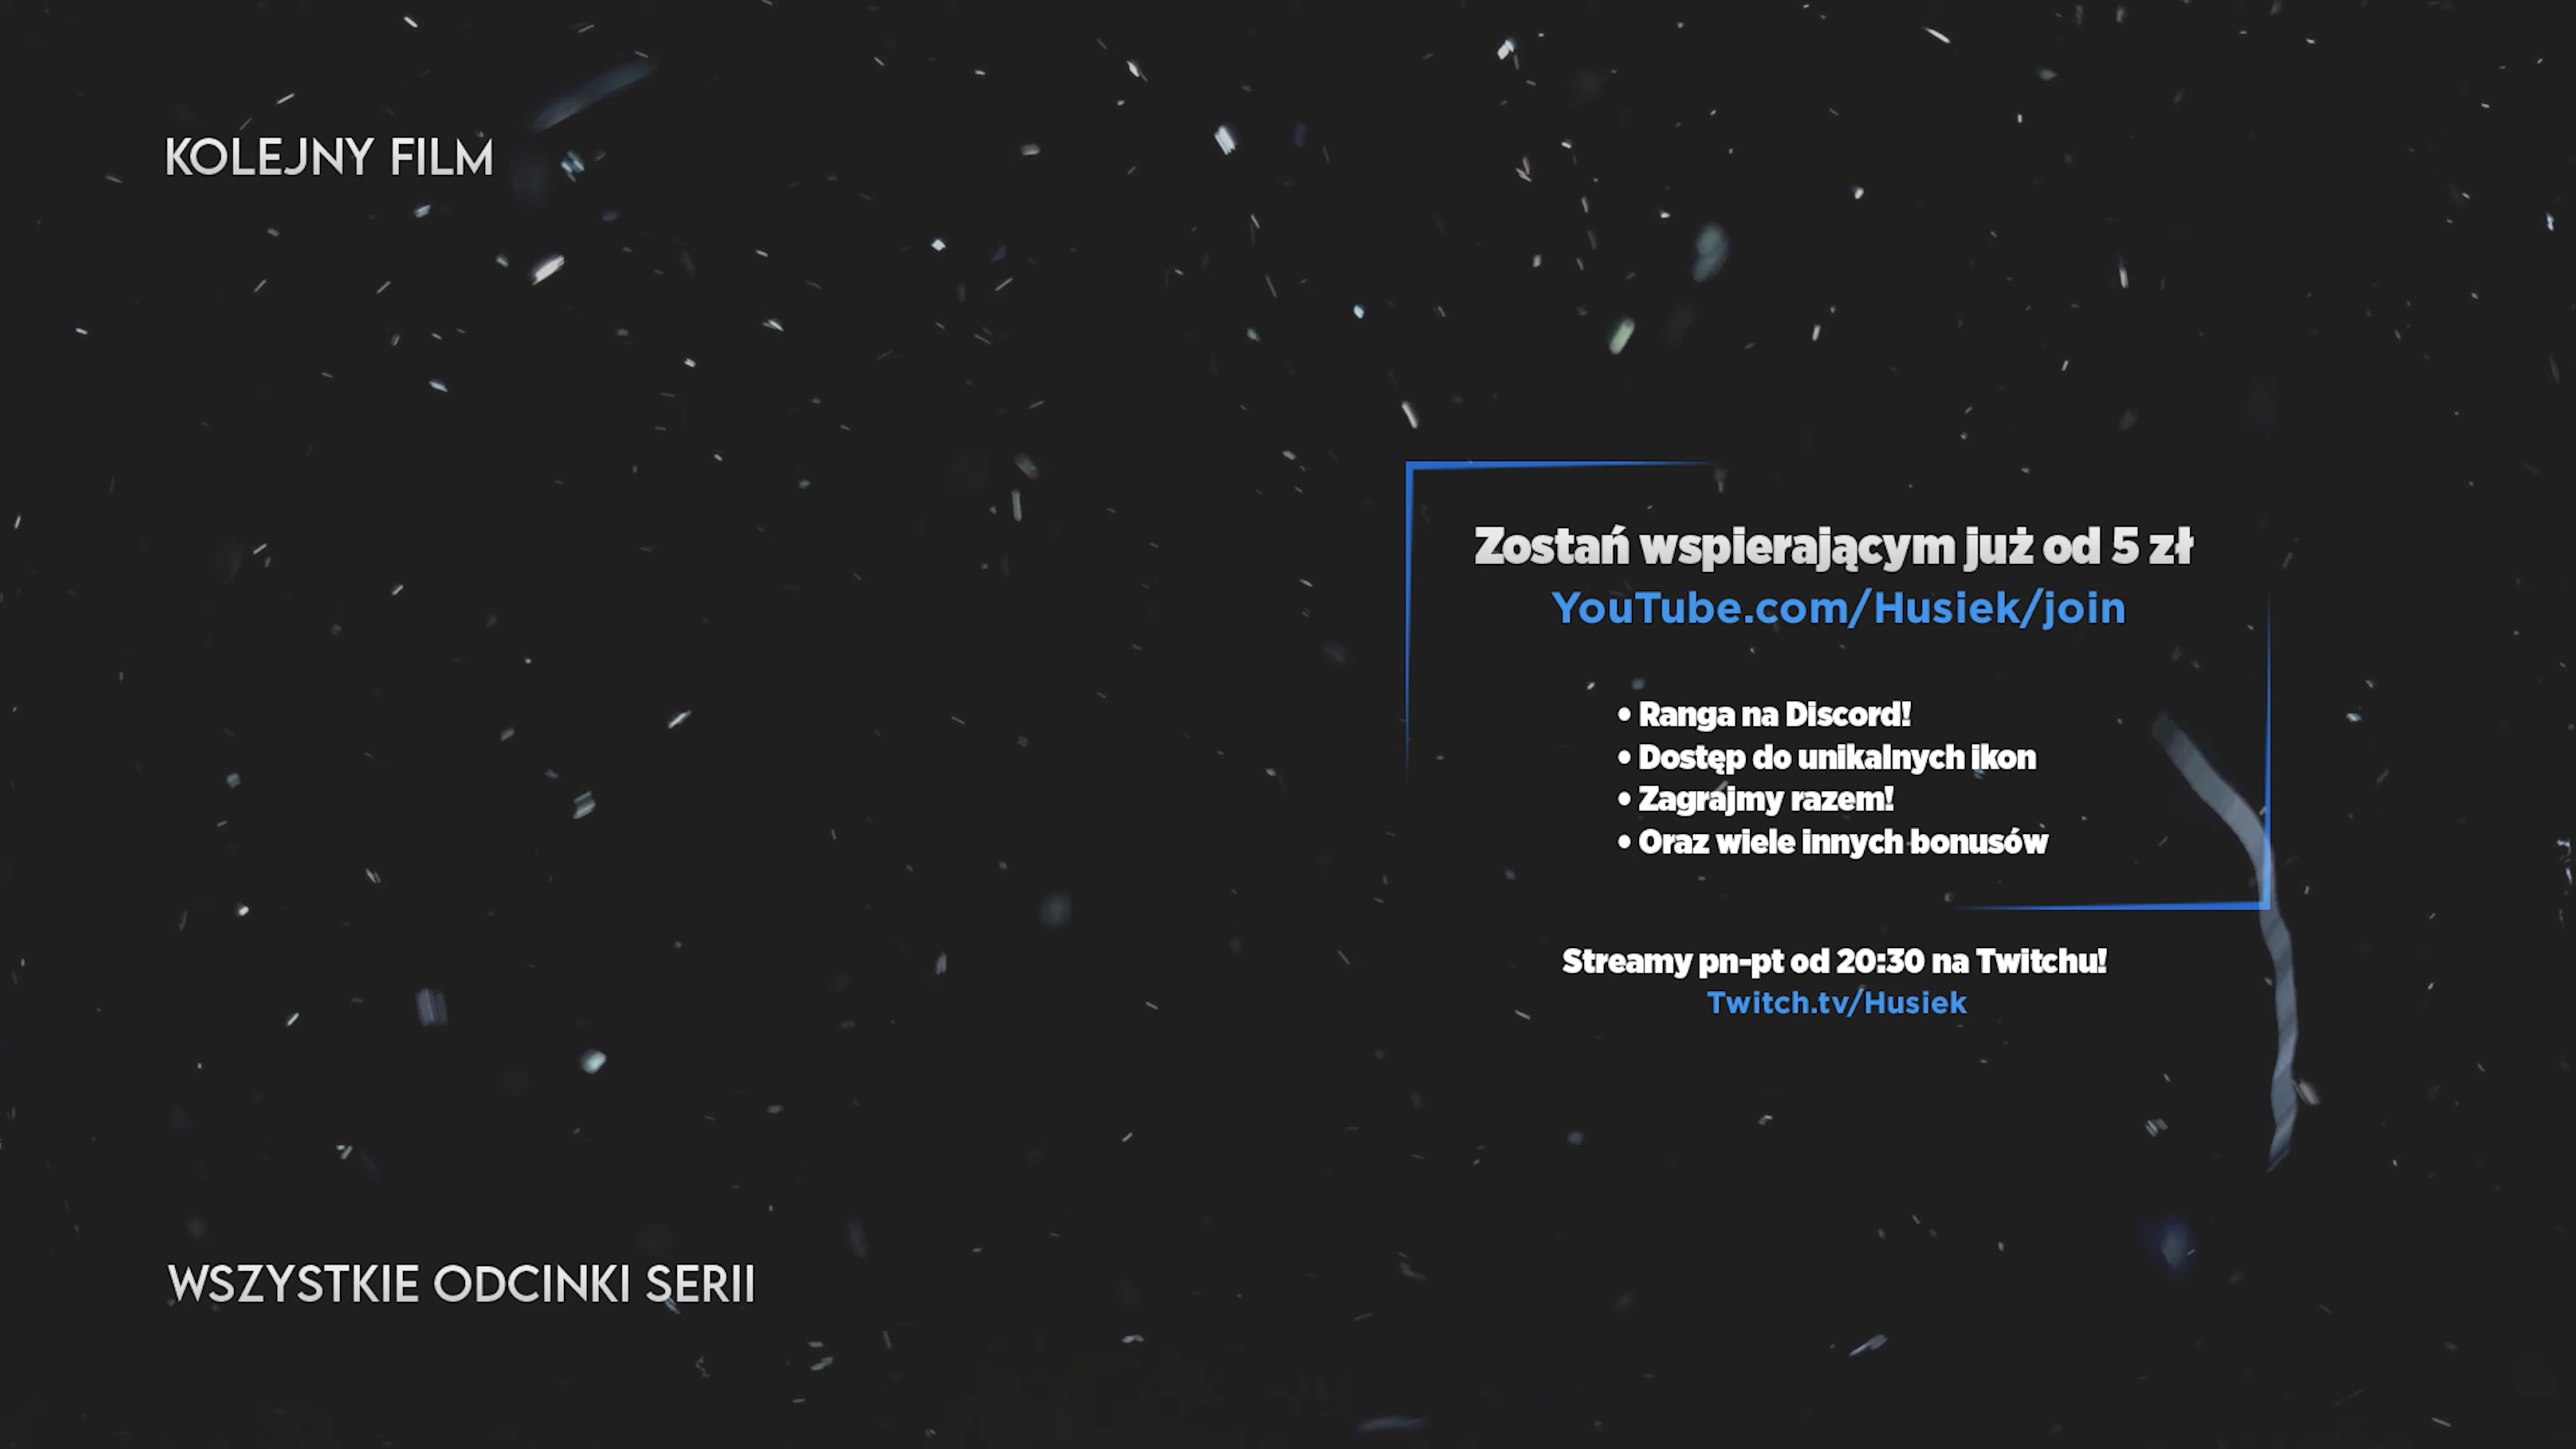 KOLEJNY FILM
Zostań wspierającym już od 5 zł
YouTube.com/Husiek/join
• Ranga na Discord!
• Dostęp do unikalnych ikon
• Zagrajmy razem!
• Oraz wiele innych bonusów
Streamy pn-pt od 20:30 na Twitchu!
Twitch.tv/Husiek
WSZYSTKIE ODCINKI SERII